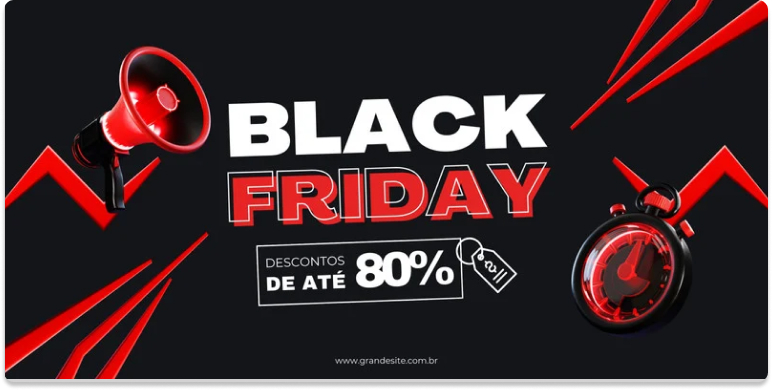 BLACK
FRIDAY
DESCONTOS
DE ATÉ 80%
www.grandesite.com.br